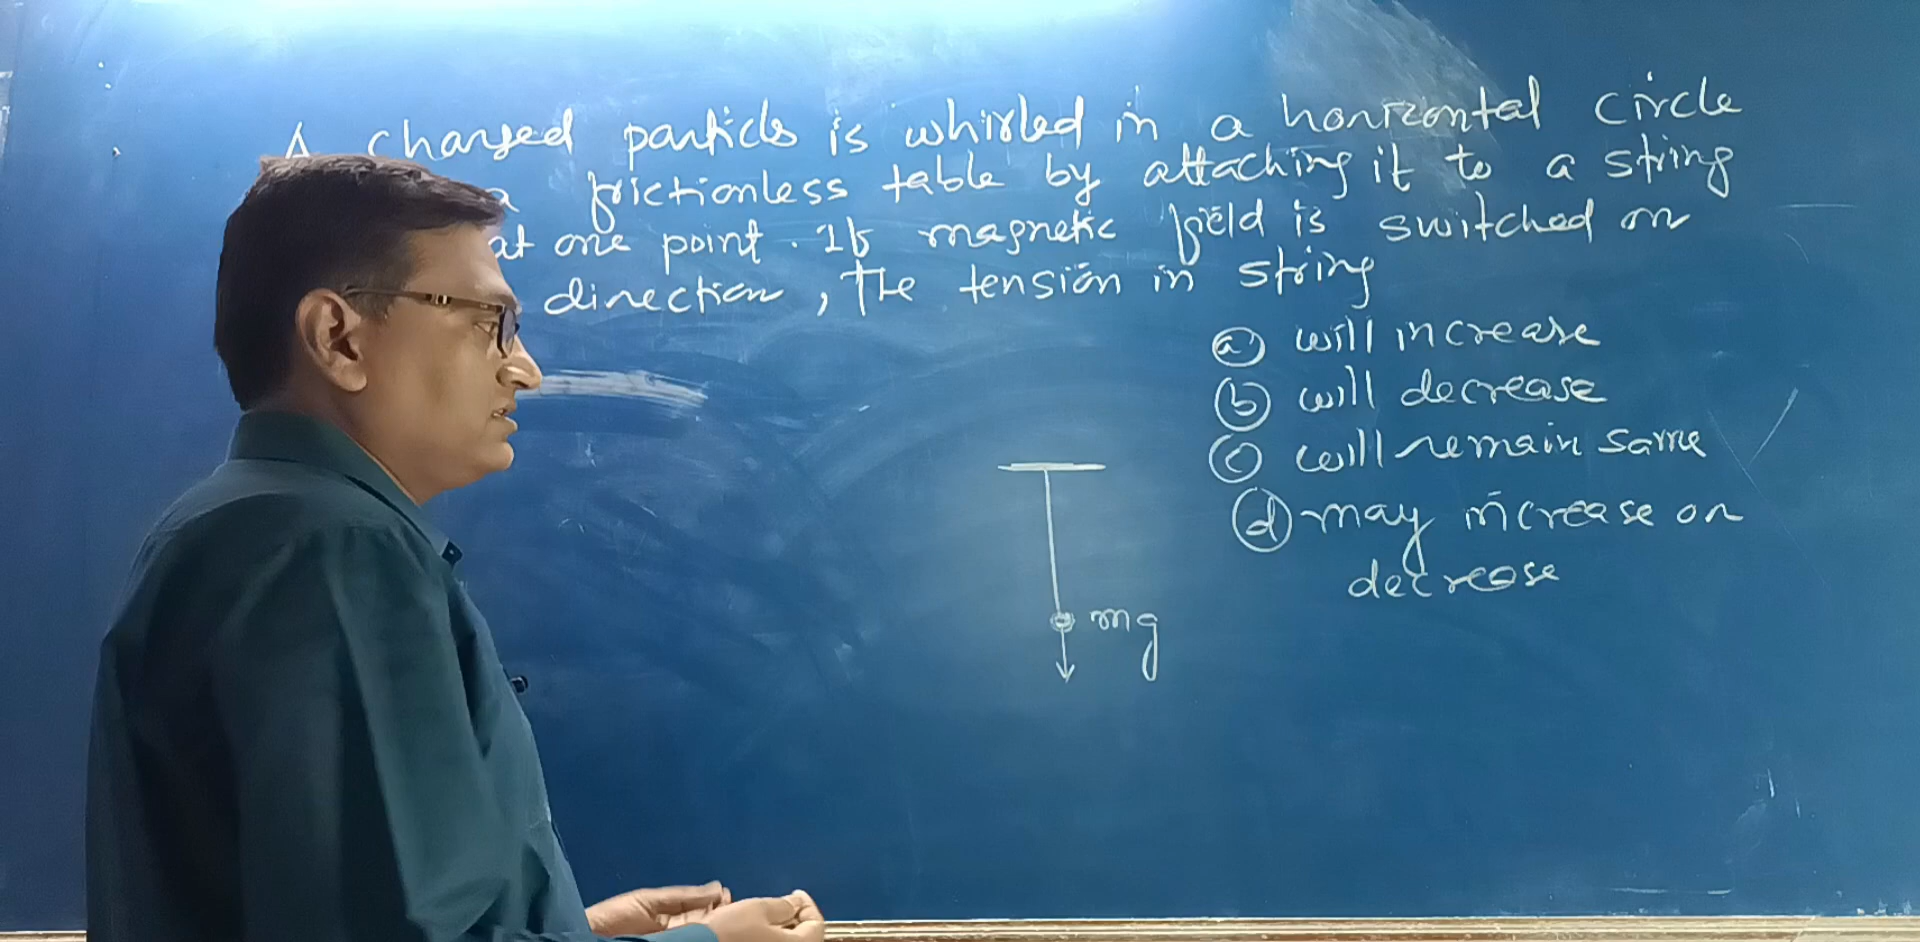 A charged particle is whirled in a horizontal circle
a frictionless table by attaching it to a string
at one point. If magnetic field is switched on
direction, The tension in string
(a) will increase
(b) will decrease
(c) will remain same
(d) may increase or
decrease
mg